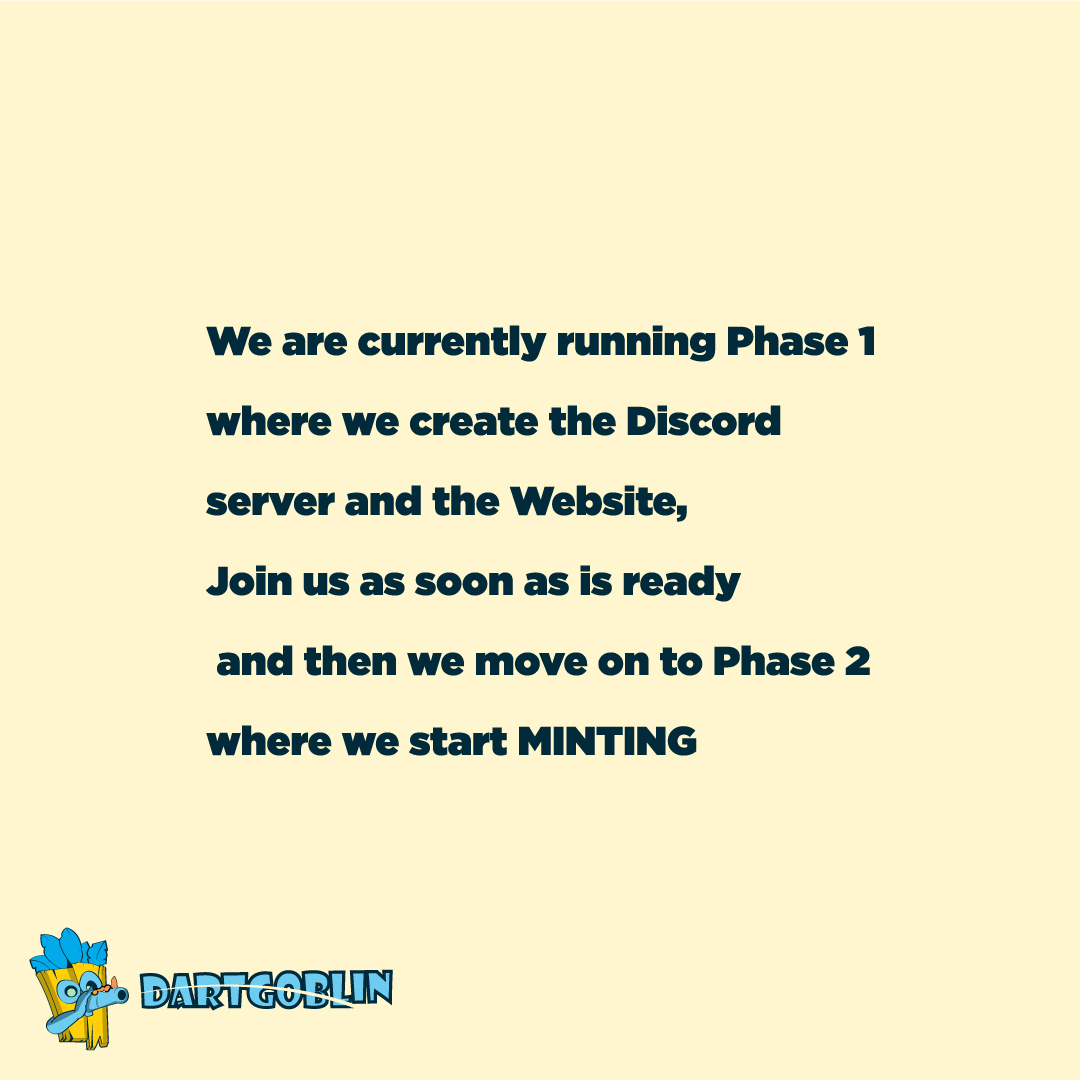 We are currently running Phase 1
where we create the Discord
server and the Website,
Join us as soon as is ready
and then we move on to Phase 2
where we start MINTING
DARTGOBLIN